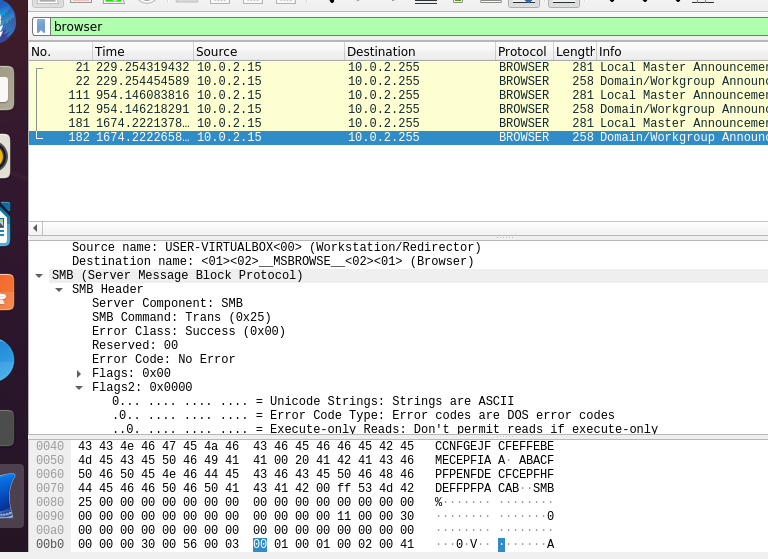 browser
No. Time Source Destination Protocol Length Info
21 229.254319432 10.0.2.15 10.0.2.255 BROWSER 281 Local Master Announcemen
22 229.254454589 10.0.2.15 10.0.2.255 BROWSER 258 Domain/Workgroup Announc
111 954.146083816 10.0.2.15 10.0.2.255 BROWSER 281 Local Master Announcemen
112 954.146218291 10.0.2.15 10.0.2.255 BROWSER 258 Domain/Workgroup Announc
181 1674.2221378… 10.0.2.15 10.0.2.255 BROWSER 281 Local Master Announcemen
182 1674.2222658… 10.0.2.15 10.0.2.255 BROWSER 258 Domain/Workgroup Announc
Source name: USER-VIRTUALBOX<00> (Workstation/Redirector)
Destination name: <01><02>__MSBROWSE__<02><01> (Browser)
SMB (Server Message Block Protocol)
SMB Header
Server Component: SMB
SMB Command: Trans (0x25)
Error Class: Success (0x00)
Reserved: 00
Error Code: No Error
Flags: 0x00
Flags2: 0x0000
0... .... .... .... = Unicode Strings: Strings are ASCII
.0.. .... .... .... = Error Code Type: Error codes are DOS error codes
..0. .... .... .... = Execute-only Reads: Don't permit reads if execute-only
0040 43 43 4e 46 47 45 4a 46 43 46 45 46 46 45 42 45 CCNFGEJF CFEFFEBE
0050 4d 45 43 45 50 46 49 41 41 00 20 41 42 41 43 46 MECEPFIA A· ABACF
0060 50 46 50 45 4e 46 44 45 43 46 43 45 50 46 48 46 PFPENFDE CFCEPFHF
0070 44 45 46 46 50 46 50 41 43 41 42 00 ff 53 4d 42 DEFFPFPA CAB··SMB
0080 25 00 00 00 00 00 00 00 00 00 00 00 00 00 00 00 %······· ········
0090 00 00 00 00 00 00 00 00 00 00 00 00 11 00 00 30 ········ ·······0
00a0 00 00 00 00 00 00 00 00 00 00 00 00 00 00 00 00 ········ ········
00b0 00 00 00 30 00 56 00 03 00 01 00 01 00 02 00 41 ···0·V·· ·······A